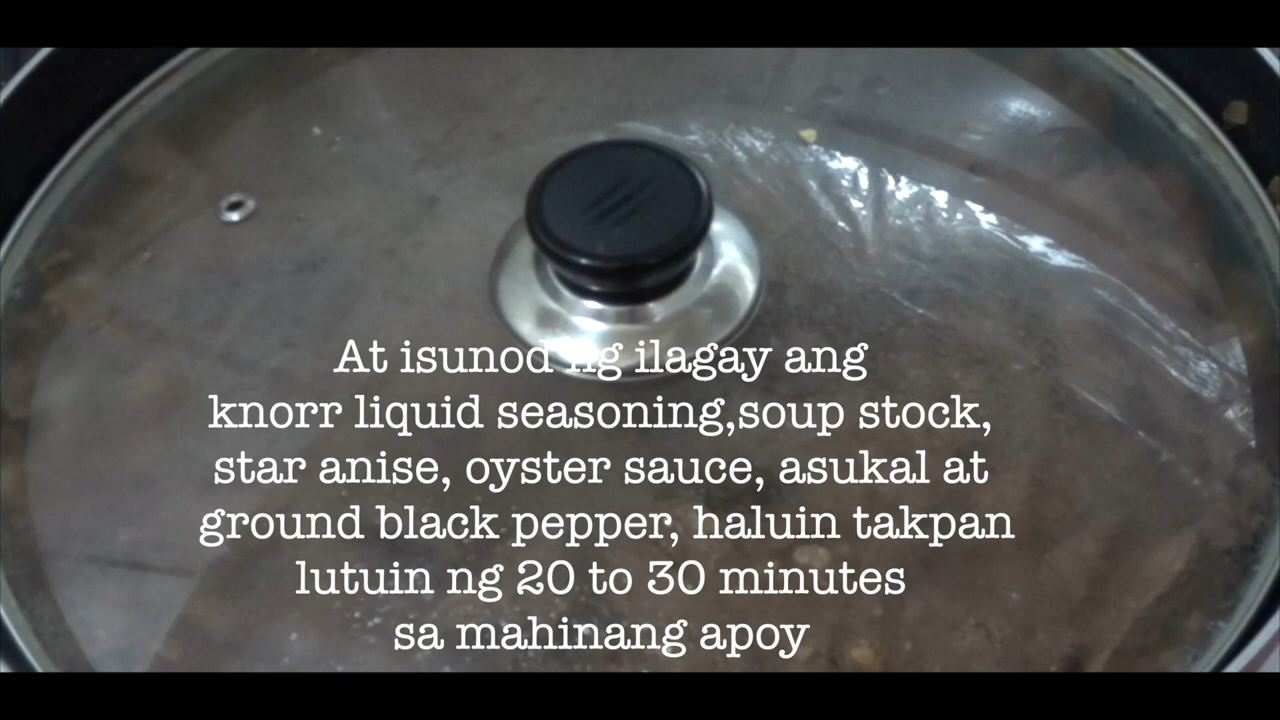 At isunod ng ilagay ang
knorr liquid seasoning,soup stock,
star anise, oyster sauce, asukal at
ground black pepper, haluin takpan
lutuin ng 20 to 30 minutes
sa mahinang apoy